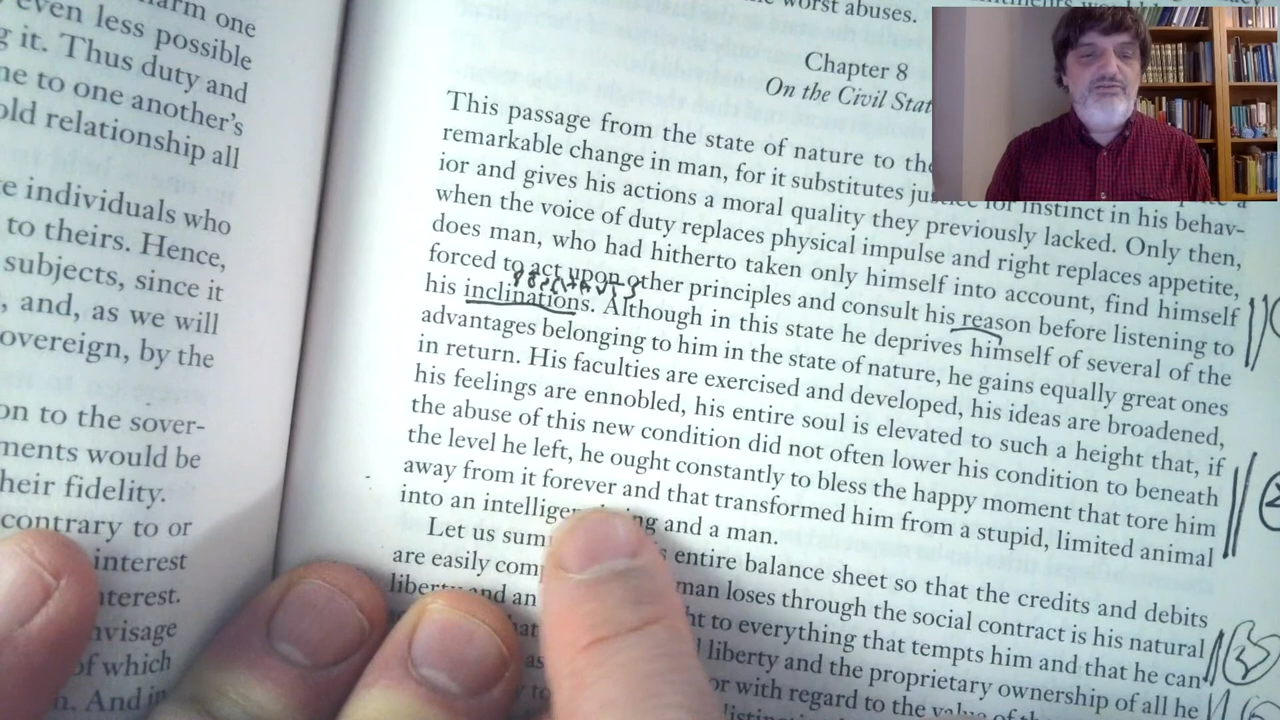 harm one
even less possible
g it. Thus duty and
ne to one another's
old relationship all
e individuals who
to theirs. Hence,
subjects, since it
, and, as we will
overeign, by the
on to the sover-
ments would be
heir fidelity.
contrary to or
interest
nterest.
nvisage
of which
n. And in
worst abuses.
Chapter 8
On the Civil Stat
This passage from the state of nature to the
remarkable change in man, for it substitutes justice for instinct in his behav-
ior and gives his actions a moral quality they previously lacked. Only then,
when the voice of duty replaces physical impulse and right replaces appetite,
does man, who had hitherto taken only himself into account, find himself
forced to act upon other principles and consult his reason before listening to
his inclinations. Although in this state he deprives himself of several of the
advantages belonging to him in the state of nature, he gains equally great ones
in return. His faculties are exercised and developed, his ideas are broadened,
his feelings are ennobled, his entire soul is elevated to such a height that, if
the abuse of this new condition did not often lower his condition to beneath
the level he left, he ought constantly to bless the happy moment that tore him
away from it forever and that transformed him from a stupid, limited animal
into an intelligent being and a man.
Let us sum entire balance sheet so that the credits and debits
are easily comp man loses through the social contract is his natural
liberty and an ht to everything that tempts him and that he can
liberty and the proprietary ownership of all he
or with regard to the value of